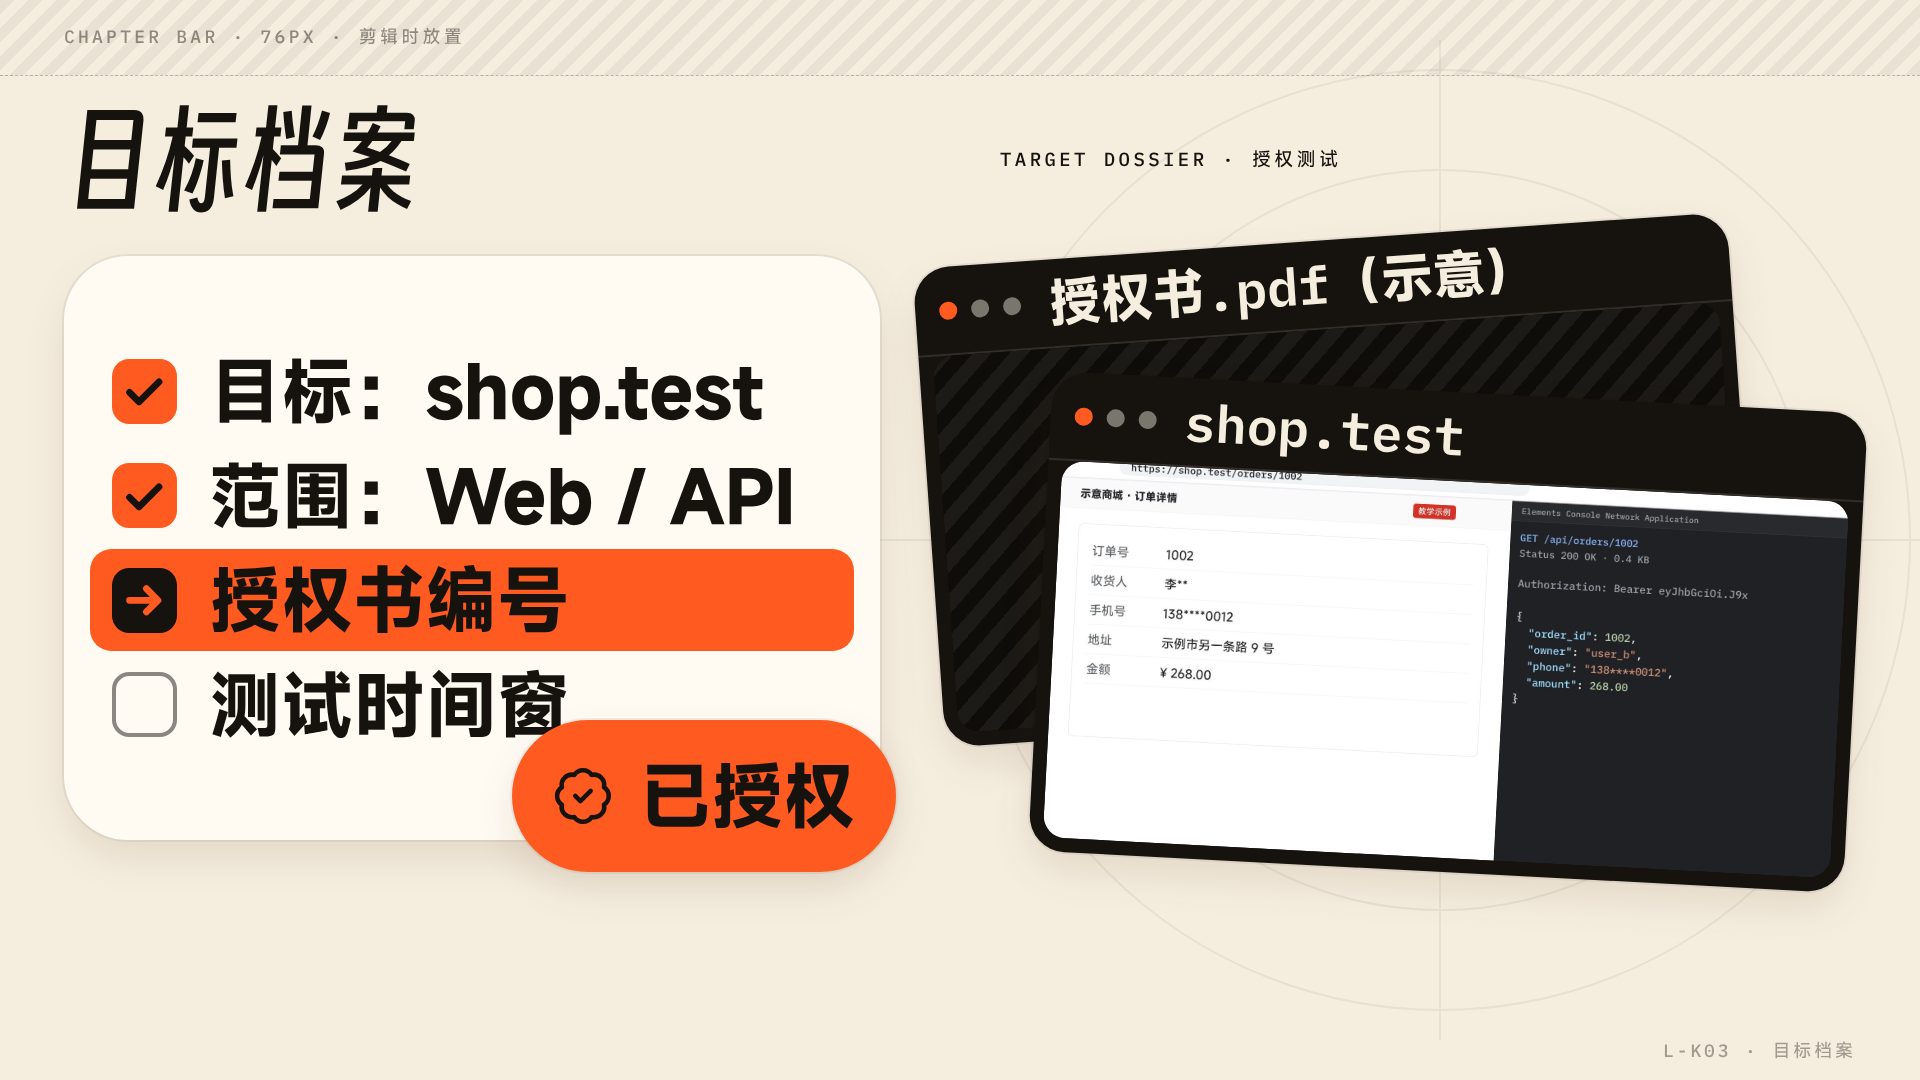 CHAPTER BAR · 76PX · 剪辑时放置
目标档案
TARGET DOSSIER · 授权测试
目标：shop.test
范围：Web / API
授权书编号
测试时间窗
已授权
授权书.pdf（示意）
shop.test
https://shop.test/orders/1002
示意商城 · 订单详情
教学示例
订单号 1002
收货人 李**
手机号 138****0012
地址 示例市另一条路 9 号
金额 ¥ 268.00
Elements Console Network Application
GET /api/orders/1002
Status 200 OK · 0.4 KB
Authorization: Bearer eyJhbGciOi.J9x
{
"order_id": 1002,
"owner": "user_b",
"phone": "138****0012",
"amount": 268.00
}
L-K03 · 目标档案